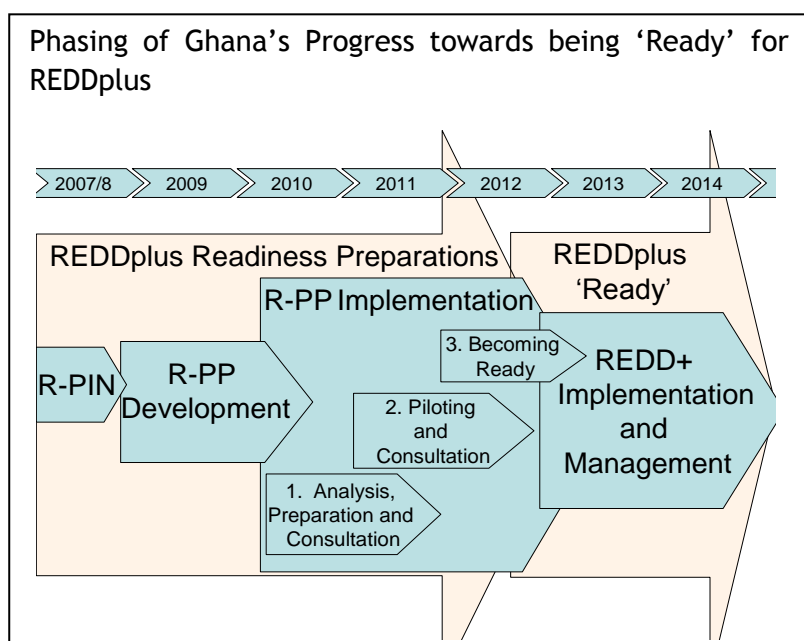 Phasing of Ghana's Progress towards being 'Ready' for
REDDplus
2007/8
2009
2010
2011
2012
2013
2014
REDDplus Readiness Preparations
REDDplus
'Ready'
R-PP Implementation
R-PIN
R-PP
Development
3. Becoming
Ready
2. Piloting
and
Consultation
1. Analysis,
Preparation and
Consultation
REDD+
Implementation
and
Management